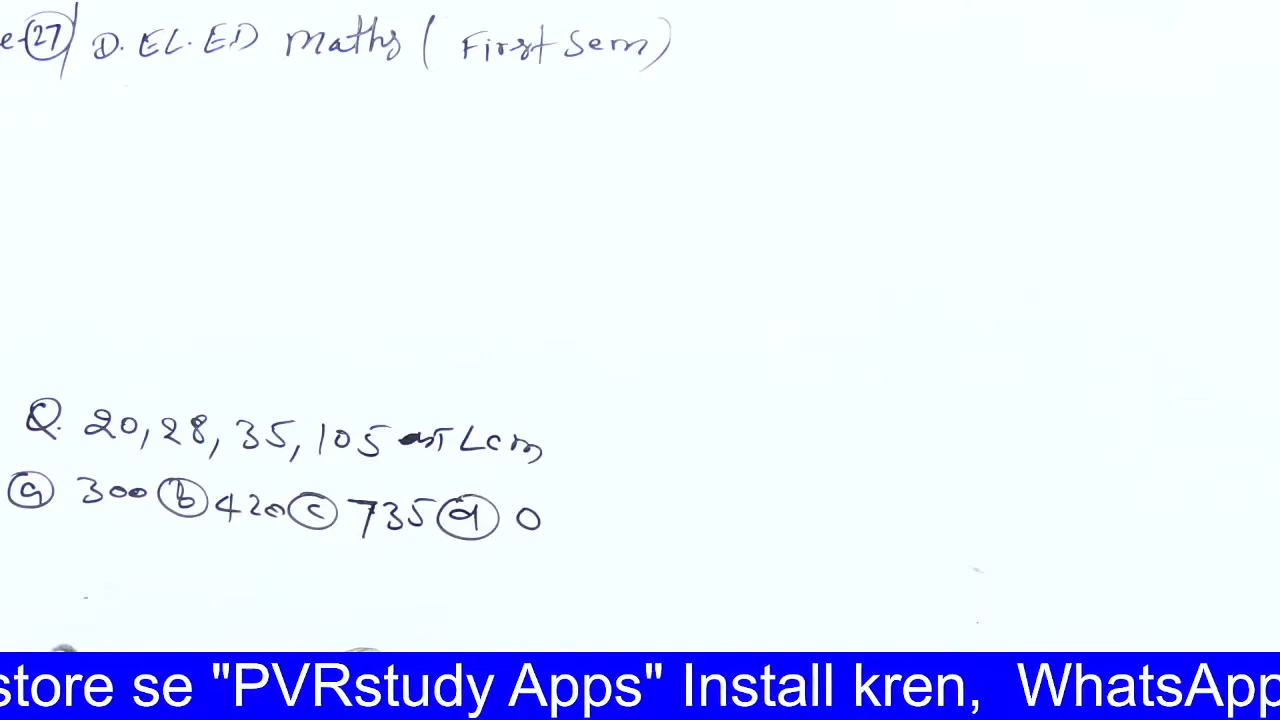 e-27/ D.EL.ED Maths ( First Sem)
Q. 20, 28, 35, 105 का Lcm
a 300 b 420 c 735 d 0
store se "PVRstudy Apps" Install kren, WhatsApp